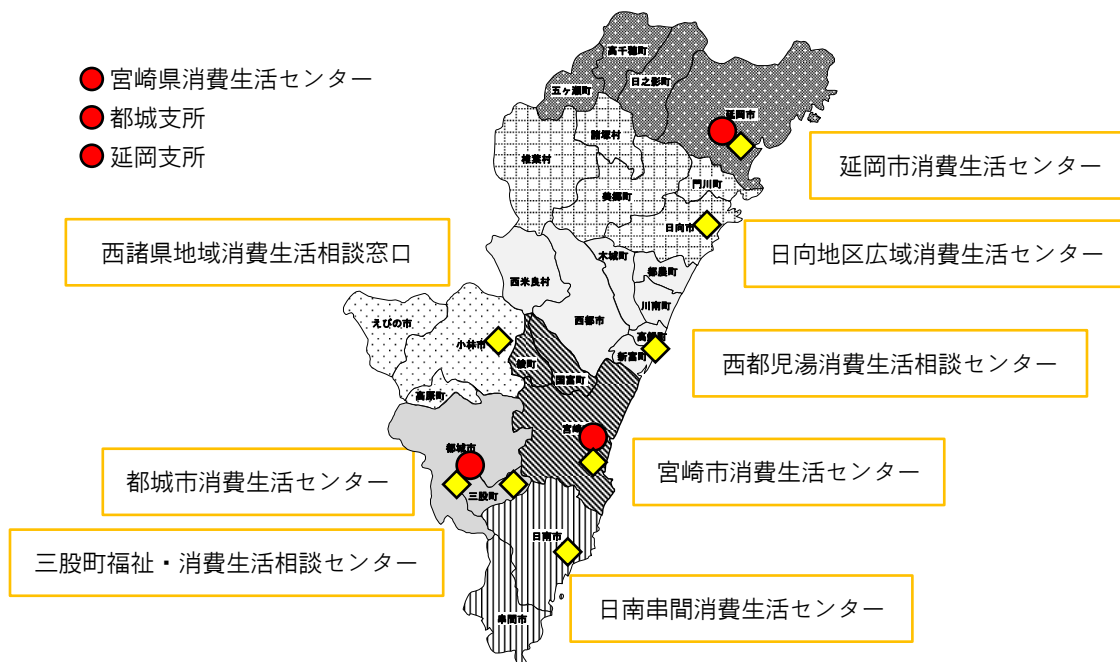 宮崎県消費生活センター
都城支所
延岡支所
高千穂町
日之影町
五ヶ瀬町
延岡市
諸塚村
椎葉村
延岡市消費生活センター
門川町
美郷町
日向市
西諸県地域消費生活相談窓口
日向地区広域消費生活センター
木城町
都農町
西米良村
川南町
西都市
えびの市
小林市
高鍋町
新富町
西都児湯消費生活相談センター
綾町
国富町
高原町
宮崎
都城市
都城市消費生活センター
宮崎市消費生活センター
三股町
三股町福祉・消費生活相談センター
日南市
日南串間消費生活センター
串間市